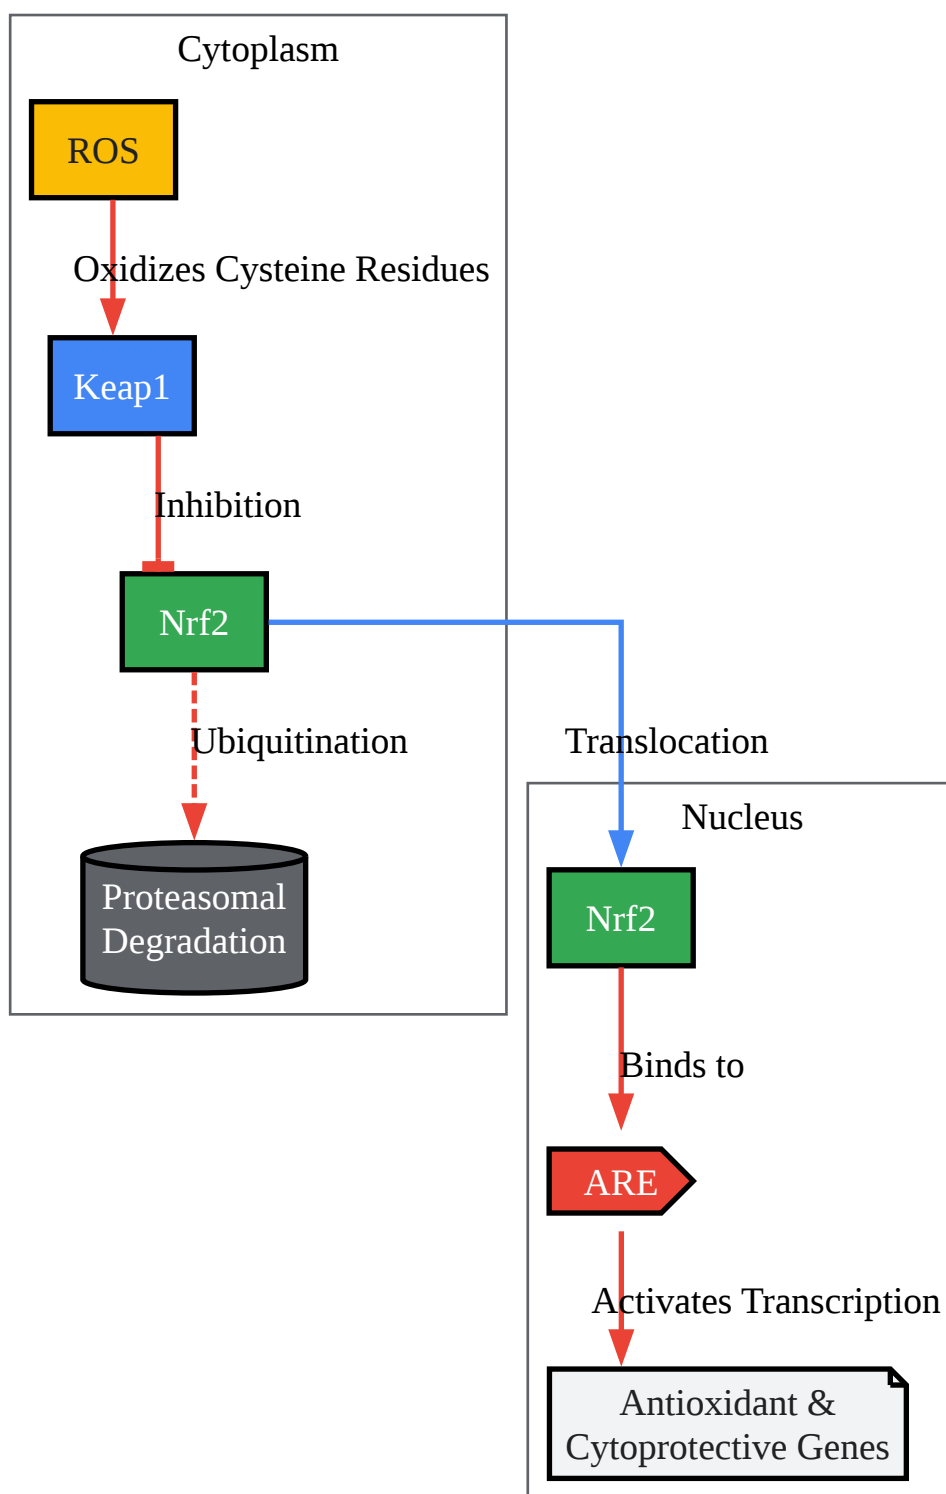 Cytoplasm
ROS
Oxidizes Cysteine Residues
Keap1
Inhibition
Nrf2
Ubiquitination
Translocation
Proteasomal
Degradation
Nucleus
Nrf2
Binds to
ARE
Activates Transcription
Antioxidant &
Cytoprotective Genes